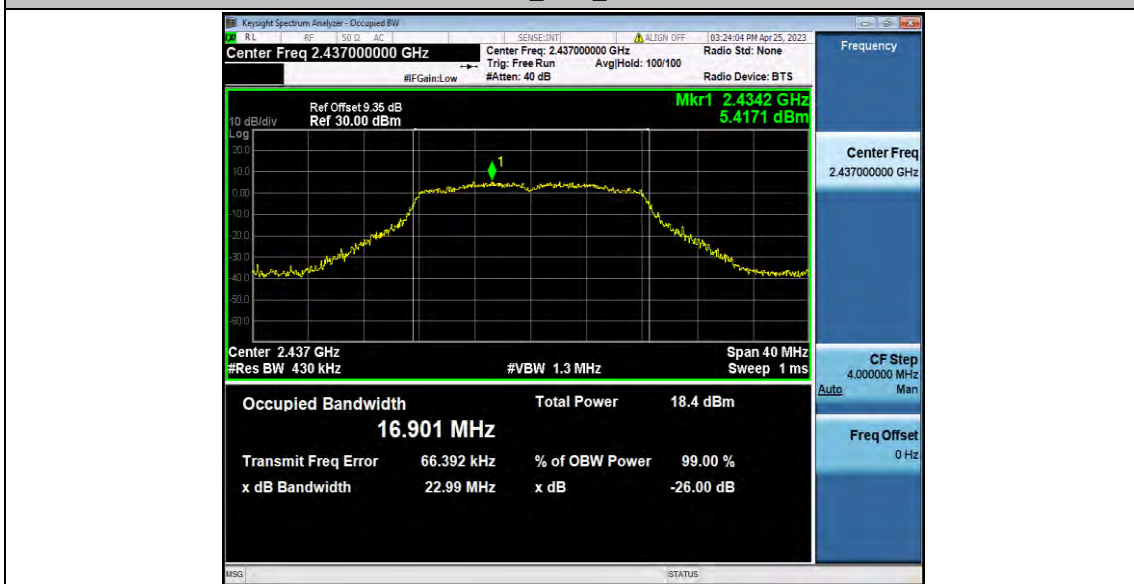 Keysight Spectrum Analyzer - Occupied BW
RL RF 50 Ω AC SENSE:INT ALIGN OFF 03:24:04 PM Apr 25, 2023
Center Freq 2.437000000 GHz
Center Freq: 2.437000000 GHz Radio Std: None
Trig: Free Run Avg|Hold: 100/100
#IFGain:Low #Atten: 40 dB Radio Device: BTS
Mkr1 2.4342 GHz
5.4171 dBm
Ref Offset 9.35 dB
10 dB/div Ref 30.00 dBm
Log
20.0
10.0
0.00
-10.0
-20.0
-30.0
-40.0
-50.0
-60.0
1
Center 2.437 GHz Span 40 MHz
#Res BW 430 kHz #VBW 1.3 MHz Sweep 1 ms
Occupied Bandwidth Total Power 18.4 dBm
16.901 MHz
Transmit Freq Error 66.392 kHz % of OBW Power 99.00 %
x dB Bandwidth 22.99 MHz x dB -26.00 dB
MSG STATUS
Frequency
Center Freq
2.437000000 GHz
CF Step
4.000000 MHz
Auto Man
Freq Offset
0 Hz